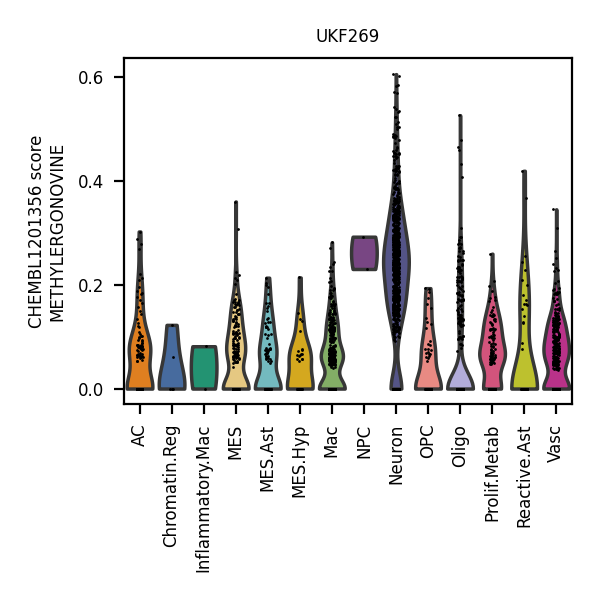 UKF269
CHEMBL1201356 score
METHYLERGONOVINE
0.6
0.4
0.2
0.0
AC
Chromatin.Reg
Inflammatory.Mac
MES
MES.Ast
MES.Hyp
Mac
NPC
Neuron
OPC
Oligo
Prolif.Metab
Reactive.Ast
Vasc